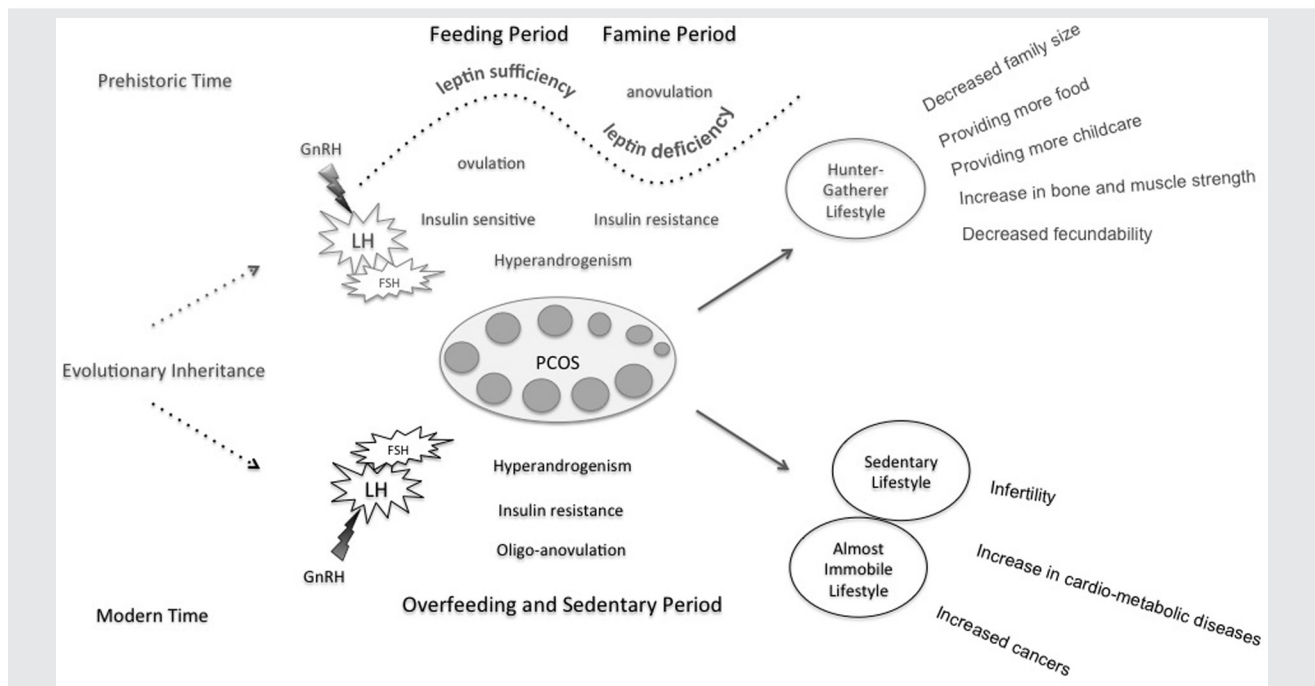 Feeding Period
Famine Period
Prehistoric Time
leptin sufficiency
anovulation
leptin deficiency
GnRH
ovulation
LH
FSH
Insulin sensitive
Insulin resistance
Hyperandrogenism
Hunter-
Gatherer
Lifestyle
Decreased family size
Providing more food
Providing more childcare
Increase in bone and muscle strength
Decreased fecundability
Evolutionary Inheritance
PCOS
FSH
LH
GnRH
Hyperandrogenism
Insulin resistance
Oligo-anovulation
Sedentary
Lifestyle
Almost
Immobile
Lifestyle
Infertility
Increase in cardio-metabolic diseases
Increased cancers
Modern Time
Overfeeding and Sedentary Period